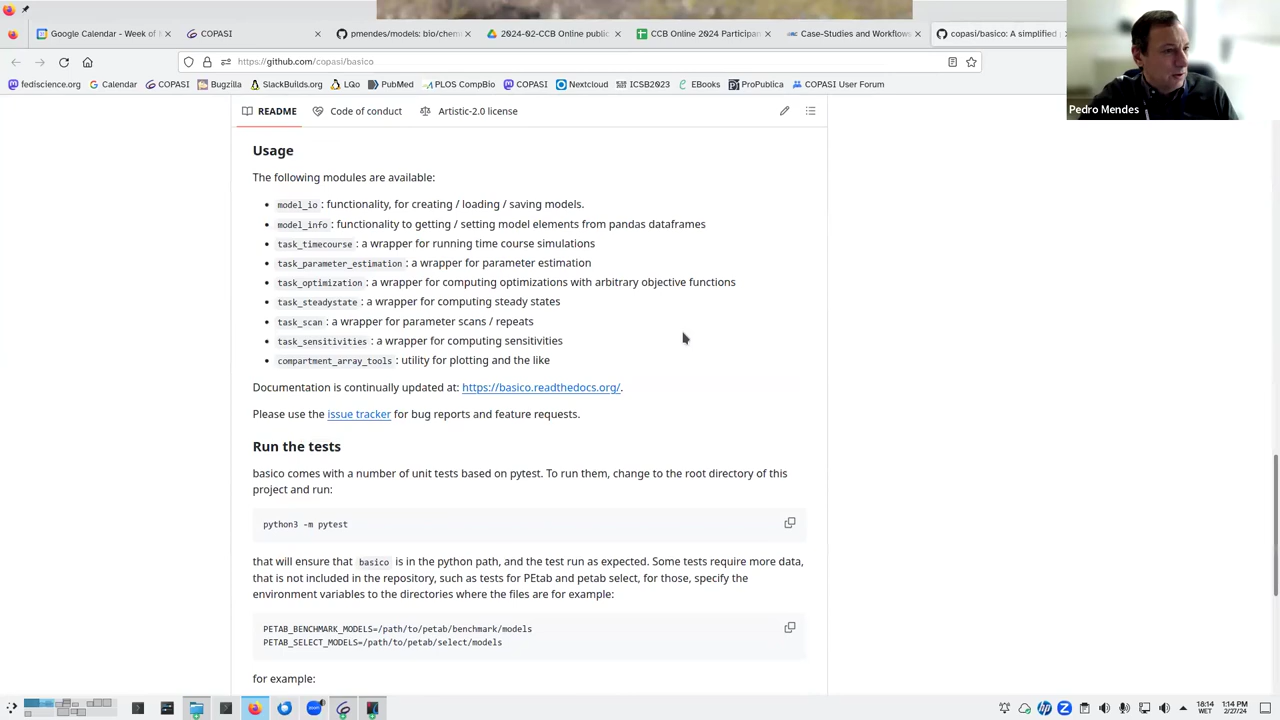 Google Calendar - Week of
COPASI
pmendes/models: bio/chem
2024-02-CCB Online public
CCB Online 2024 Participan
Case-Studies and Workflows
copasi/basico: A simplified
https://github.com/copasi/basico
fediscience.org
Calendar
COPASI
Bugzilla
SlackBuilds.org
LQo
PubMed
PLOS CompBio
COPASI
Nextcloud
ICSB2023
EBooks
ProPublica
COPASI User Forum
Pedro Mendes
README
Code of conduct
Artistic-2.0 license
Usage
The following modules are available:
• model_io : functionality, for creating / loading / saving models.
• model_info : functionality to getting / setting model elements from pandas dataframes
• task_timecourse : a wrapper for running time course simulations
• task_parameter_estimation : a wrapper for parameter estimation
• task_optimization : a wrapper for computing optimizations with arbitrary objective functions
• task_steadystate : a wrapper for computing steady states
• task_scan : a wrapper for parameter scans / repeats
• task_sensitivities : a wrapper for computing sensitivities
• compartment_array_tools : utility for plotting and the like
Documentation is continually updated at: https://basico.readthedocs.org/.
Please use the issue tracker for bug reports and feature requests.
Run the tests
basico comes with a number of unit tests based on pytest. To run them, change to the root directory of this
project and run:
python3 -m pytest
that will ensure that basico is in the python path, and the test run as expected. Some tests require more data,
that is not included in the repository, such as tests for PEtab and petab select, for those, specify the
environment variables to the directories where the files are for example:
PETAB_BENCHMARK_MODELS=/path/to/petab/benchmark/models
PETAB_SELECT_MODELS=/path/to/petab/select/models
for example:
18:14
WET
1:14 PM
2/27/24